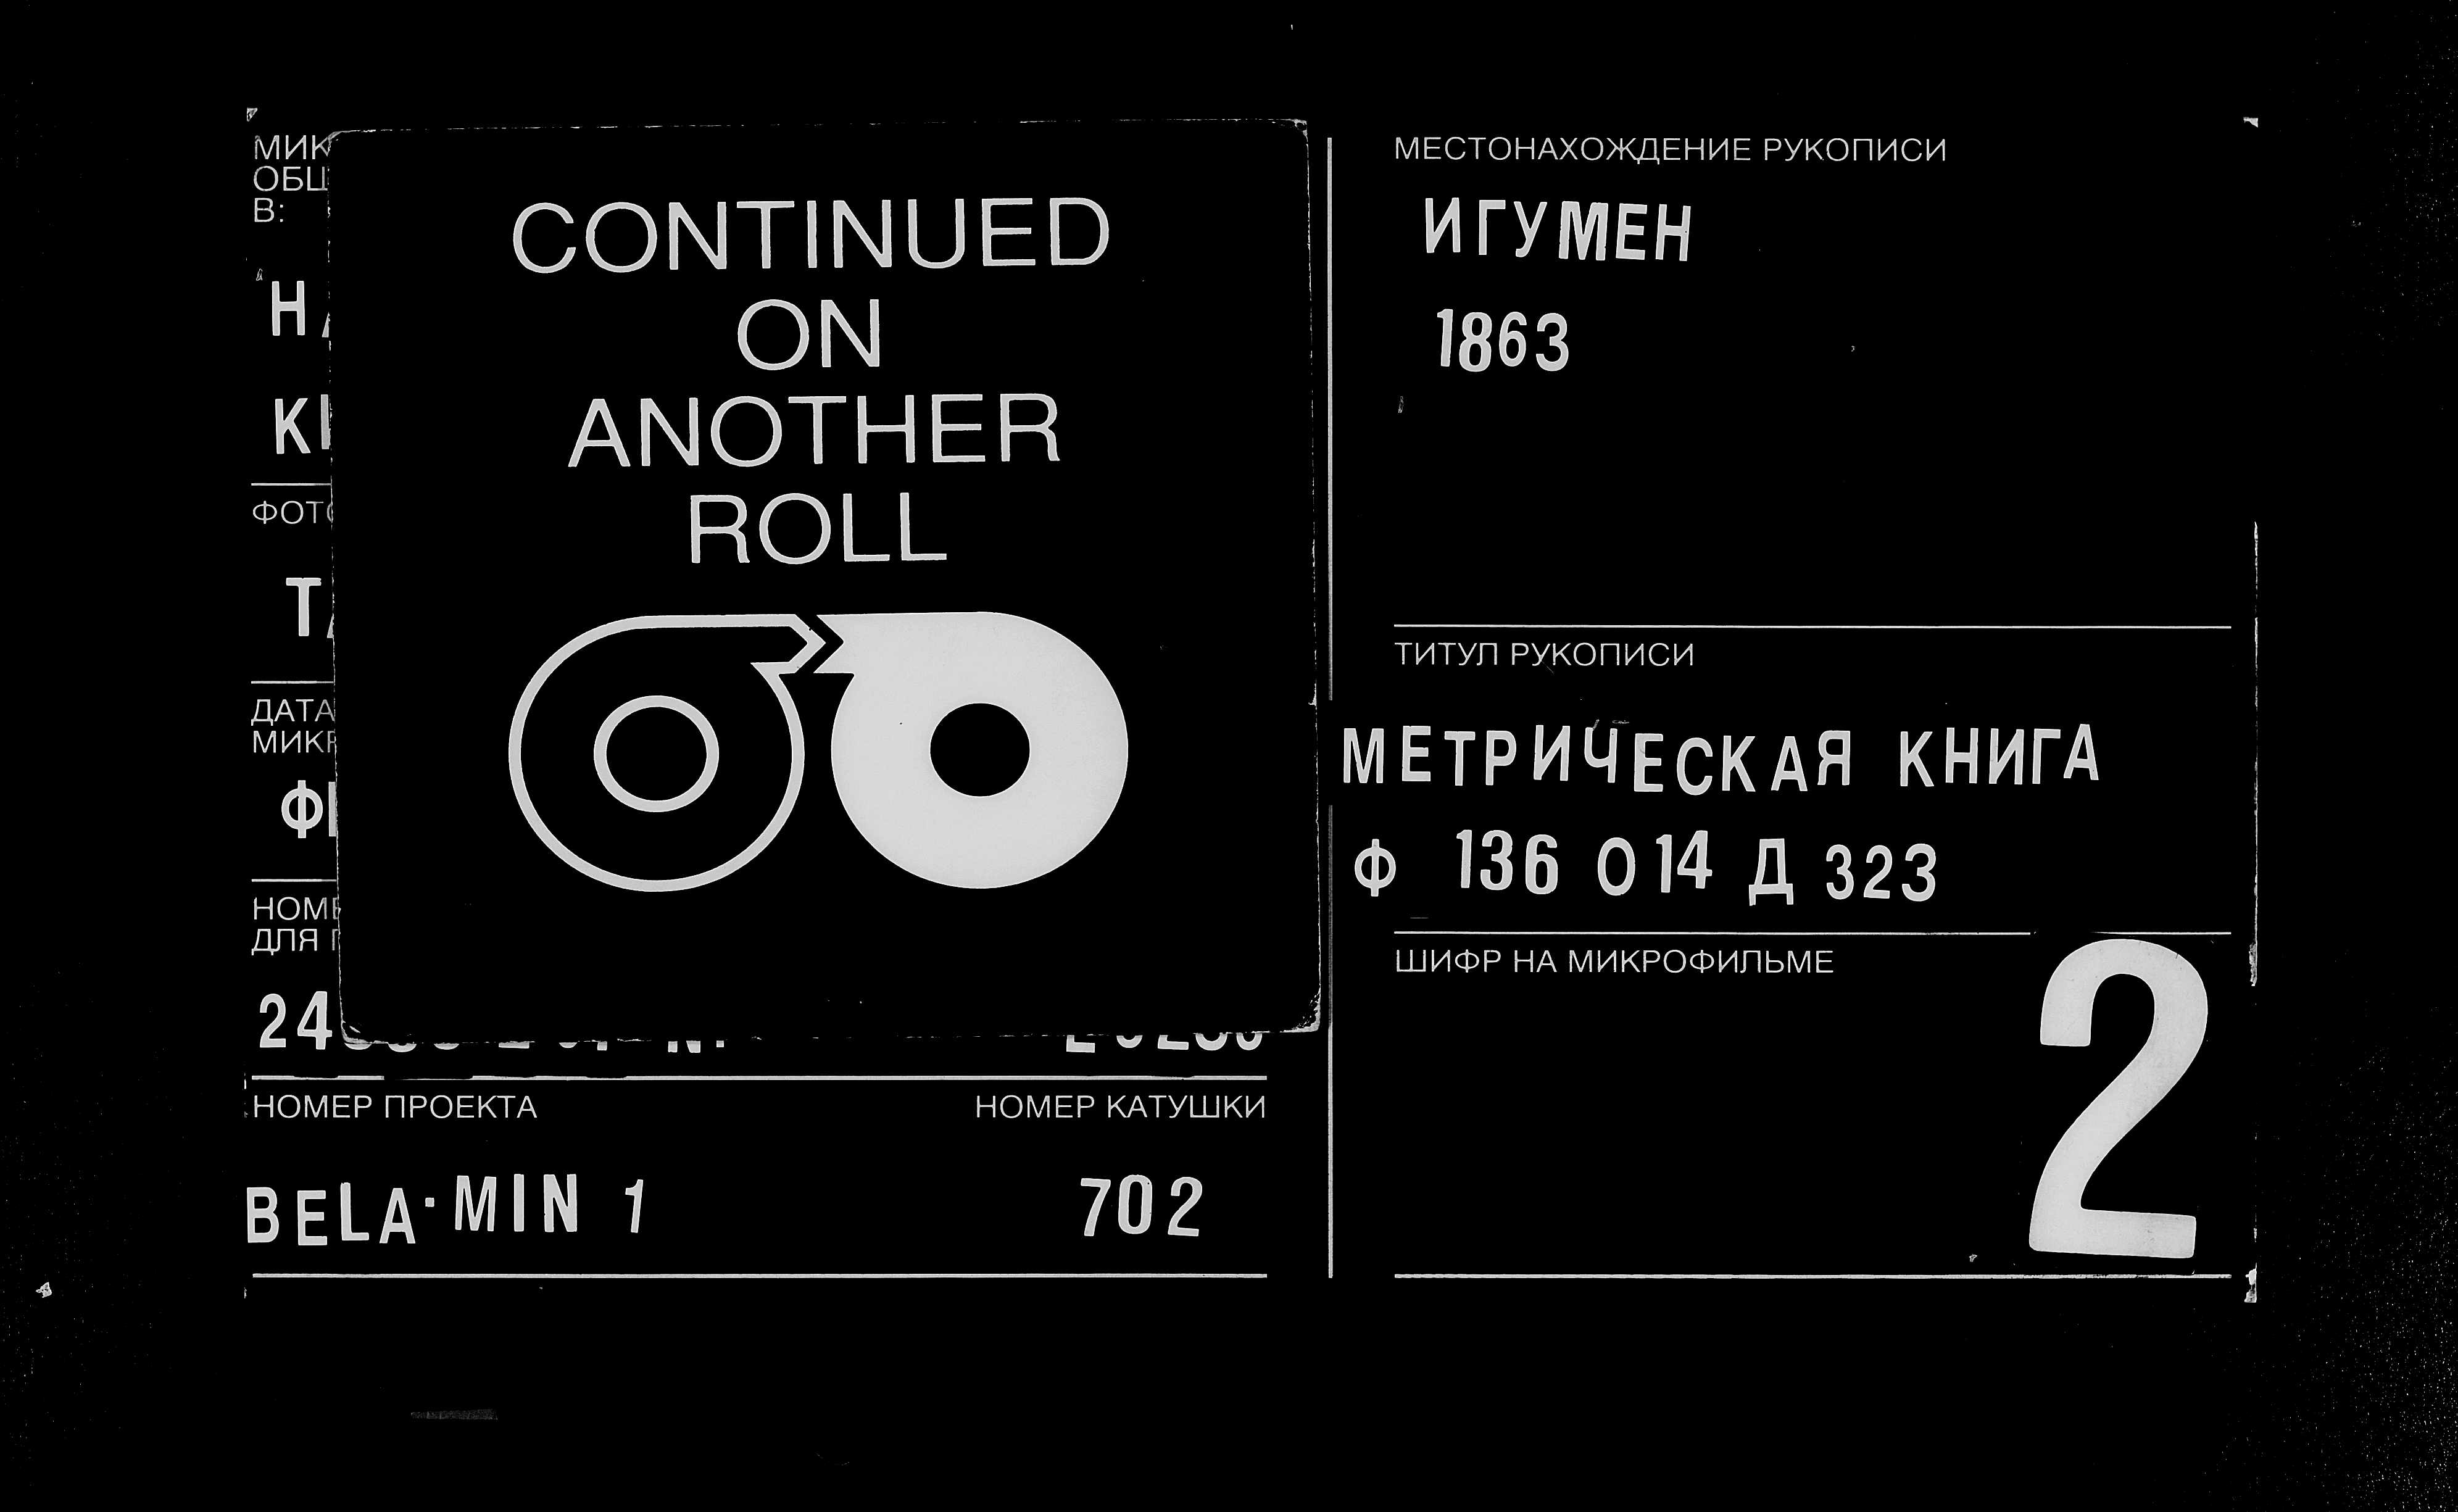 CONTINUED
ON
ANOTHER
ROLL
В:
НОМЕР ПРОЕКТА
НОМЕР КАТУШКИ
BELA·MIN 1
702
МЕСТОНАХОЖДЕНИЕ РУКОПИСИ
ИГУМЕН
1863
ТИТУЛ РУКОПИСИ
МЕТРИЧЕСКАЯ КНИГА
Ф 136 О 14 Д 323
ШИФР НА МИКРОФИЛЬМЕ
2